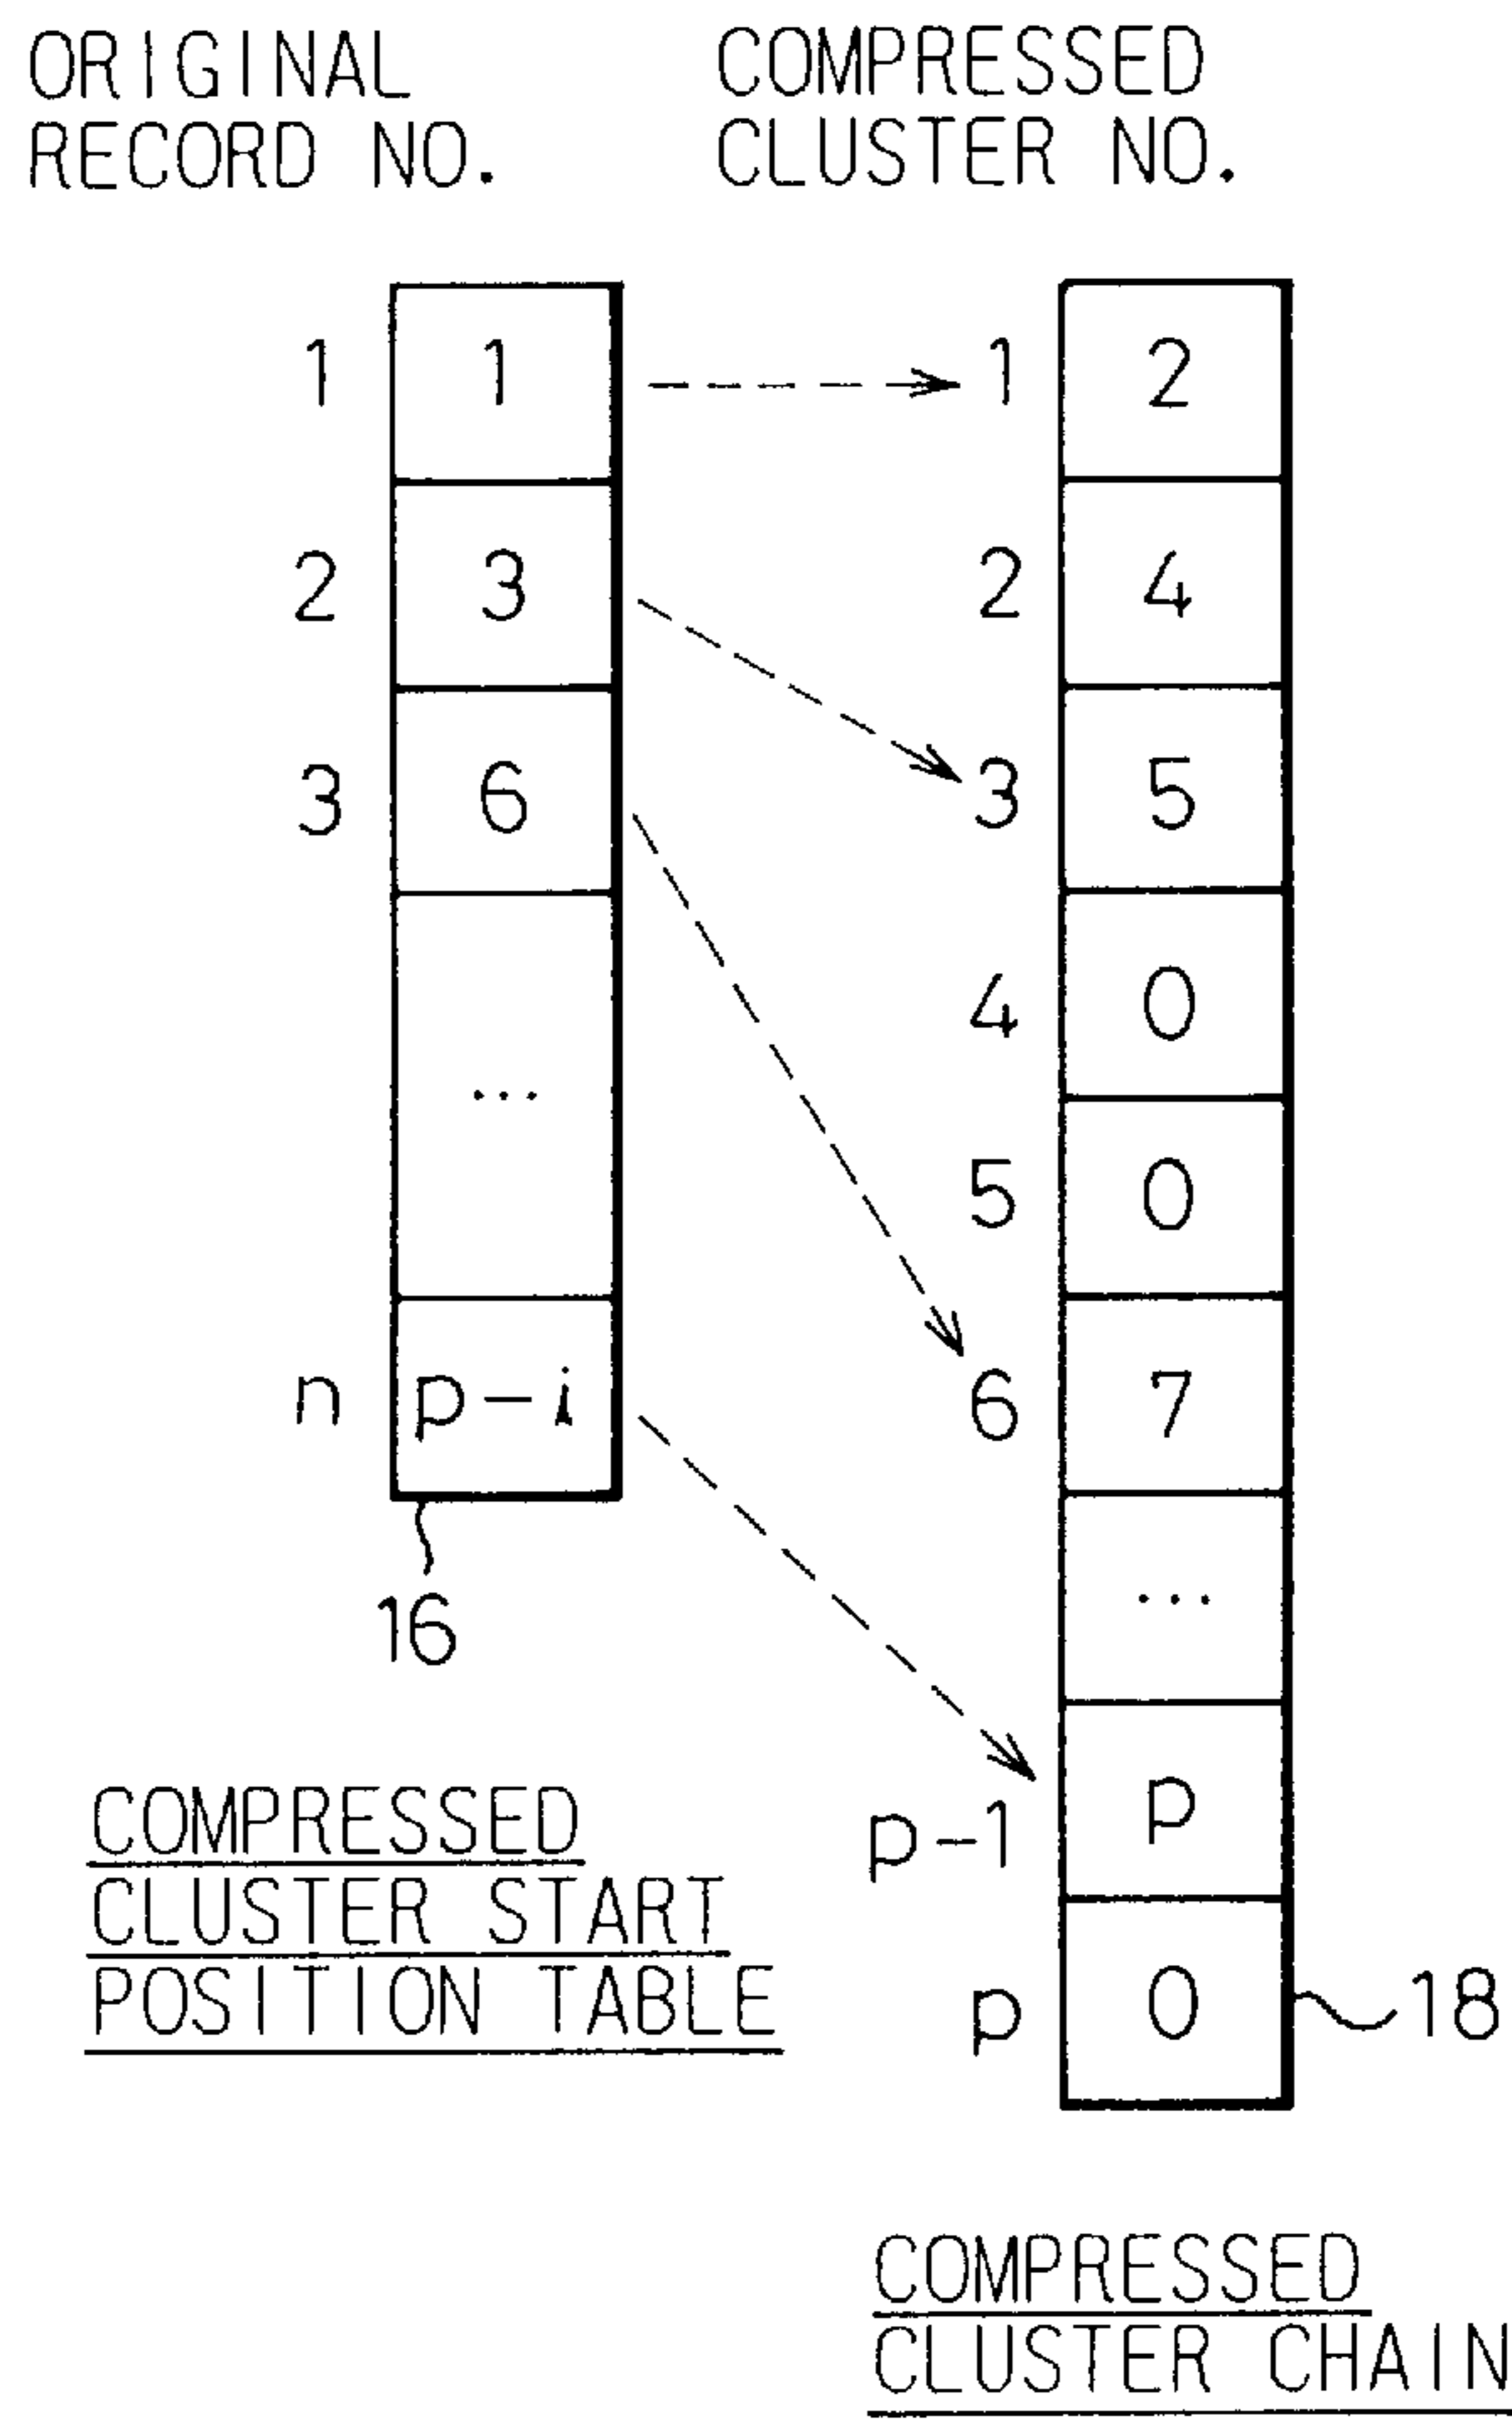 ORIGINAL
RECORD NO.
COMPRESSED
CLUSTER NO.
1 1
2 3
3 6
...
n p-i
16
COMPRESSED
CLUSTER START
POSITION TABLE
1 2
2 4
3 5
4 0
5 0
6 7
...
p-1 p
p 0
18
COMPRESSED
CLUSTER CHAIN